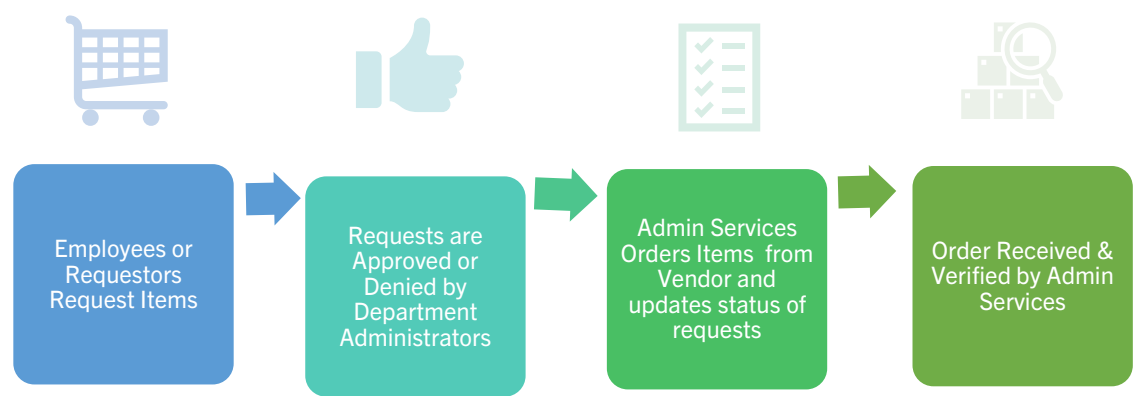 Employees or
Requestors
Request Items
Requests are
Approved or
Denied by
Department
Administrators
Admin Services
Orders Items from
Vendor and
updates status of
requests
Order Received &
Verified by Admin
Services